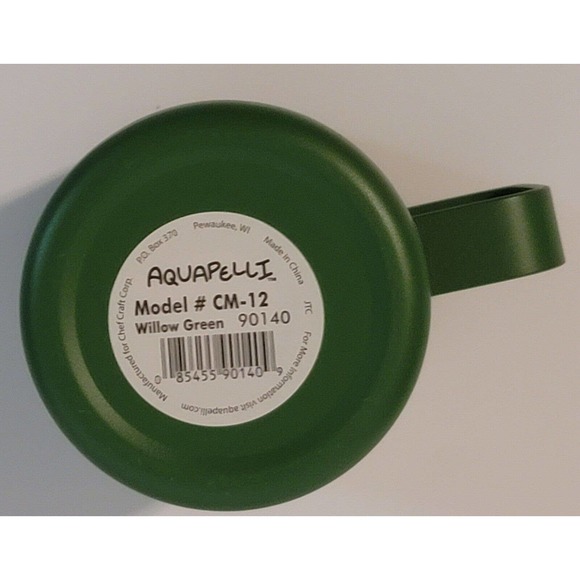 Manufactured for Chef Craft Corp. P.O. Box 370 Pewaukee, WI Made in China JTC For More Information visit aquapelli.com
AQUAPELLI™
Model # CM-12
Willow Green 90140
0 85455 90140 9